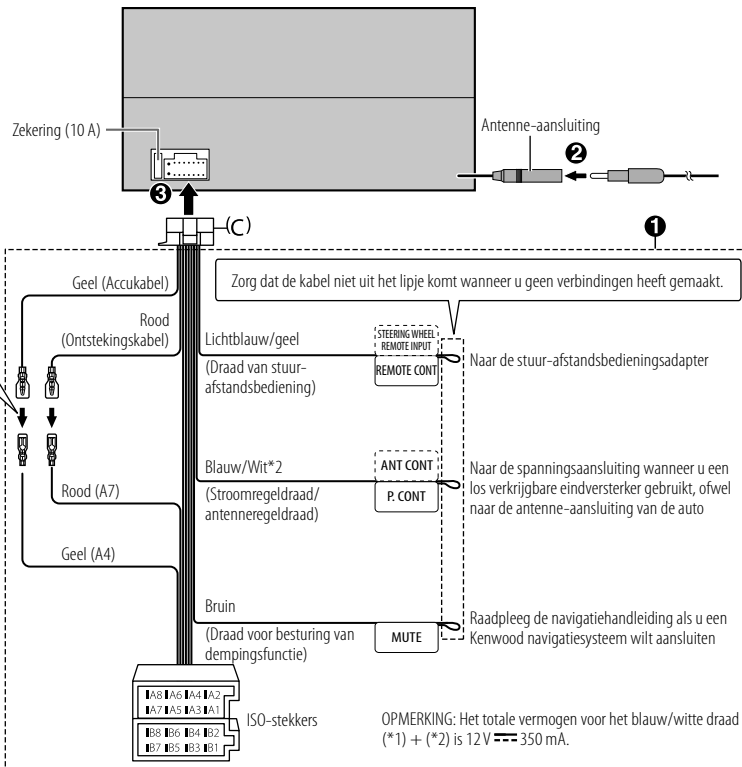 Zekering (10 A)
Antenne-aansluiting
❷
❸
(C)
❶
Zorg dat de kabel niet uit het lipje komt wanneer u geen verbindingen heeft gemaakt.
Geel (Accukabel)
Rood
(Ontstekingskabel)
Lichtblauw/geel
(Draad van stuur-
afstandsbediening)
STEERING WHEEL
REMOTE INPUT
REMOTE CONT
Naar de stuur-afstandsbedieningsadapter
Blauw/Wit*2
(Stroomregeldraad/
antenneregeldraad)
ANT CONT
P. CONT
Naar de spanningsaansluiting wanneer u een
los verkrijgbare eindversterker gebruikt, ofwel
naar de antenne-aansluiting van de auto
Rood (A7)
Geel (A4)
Bruin
(Draad voor besturing van
dempingsfunctie)
MUTE
Raadpleeg de navigatiehandleiding als u een
Kenwood navigatiesysteem wilt aansluiten
A8 A6 A4 A2
A7 A5 A3 A1
B8 B6 B4 B2
B7 B5 B3 B1
ISO-stekkers
OPMERKING: Het totale vermogen voor het blauw/witte draad
(*1) + (*2) is 12 V ⎓ 350 mA.